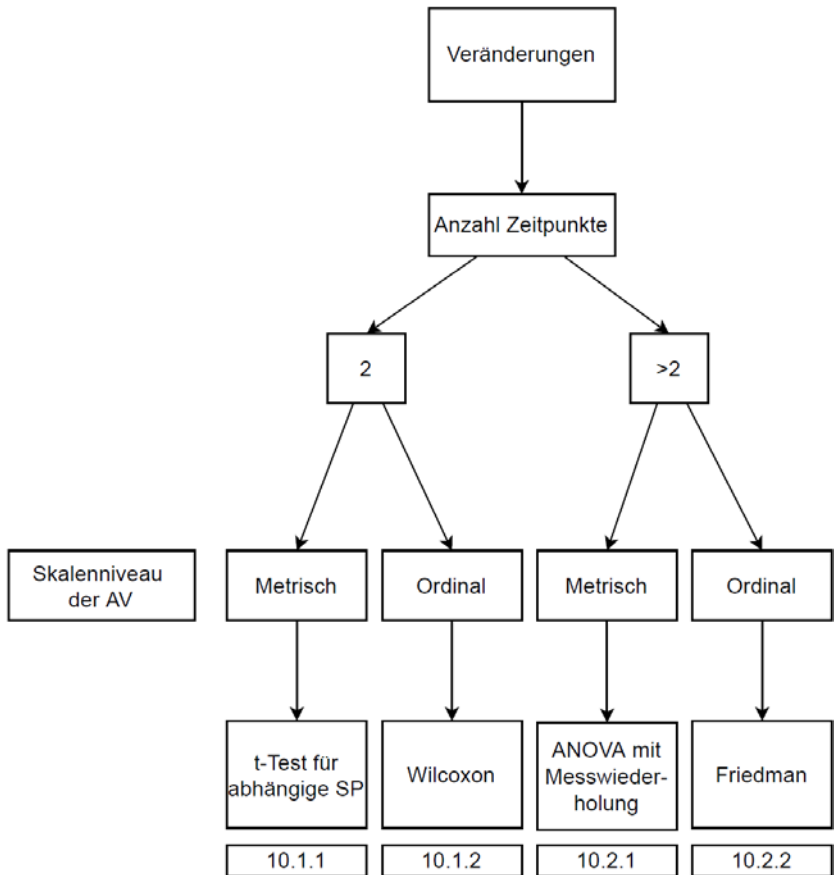 Veränderungen
Anzahl Zeitpunkte
2
>2
Skalenniveau
der AV
Metrisch
Ordinal
Metrisch
Ordinal
t-Test für
abhängige SP
Wilcoxon
ANOVA mit
Messwieder-
holung
Friedman
10.1.1
10.1.2
10.2.1
10.2.2